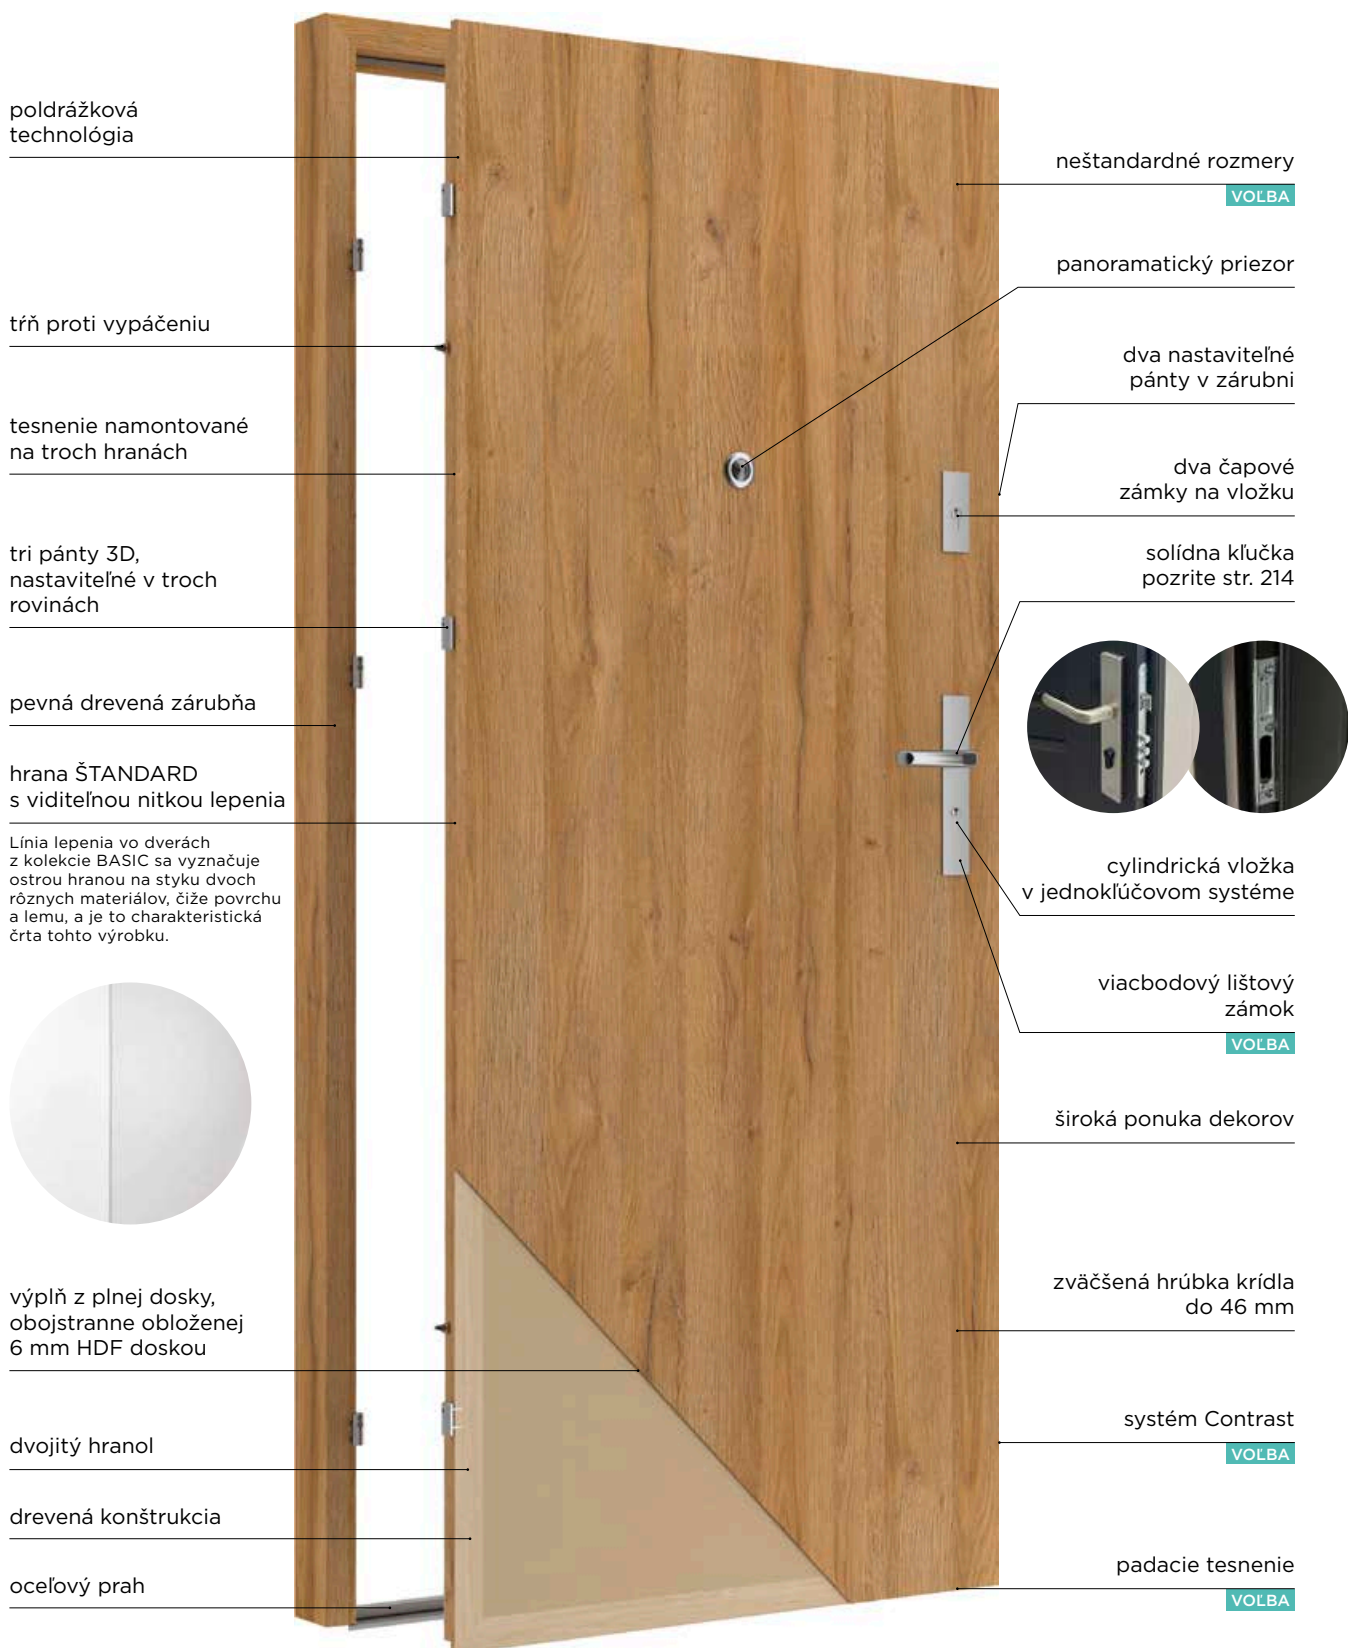 poldrážková
technológia
tŕň proti vypáčeniu
tesnenie namontované
na troch hranách
tri pánty 3D,
nastaviteľné v troch
rovinách
pevná drevená zárubňa
hrana ŠTANDARD
s viditeľnou nitkou lepenia
Línia lepenia vo dverách
z kolekcie BASIC sa vyznačuje
ostrou hranou na styku dvoch
rôznych materiálov, čiže povrchu
a lemu, a je to charakteristická
črta tohto výrobku.
výplň z plnej dosky,
obojstranne obloženej
6 mm HDF doskou
dvojitý hranol
drevená konštrukcia
oceľový prah
neštandardné rozmery
VOĽBA
panoramatický priezor
dva nastaviteľné
pánty v zárubni
dva čapové
zámky na vložku
solídna kľučka
pozrite str. 214
cylindrická vložka
v jednokľúčovom systéme
viacbodový lištový
zámok
VOĽBA
široká ponuka dekorov
zväčšená hrúbka krídla
do 46 mm
systém Contrast
VOĽBA
padacie tesnenie
VOĽBA